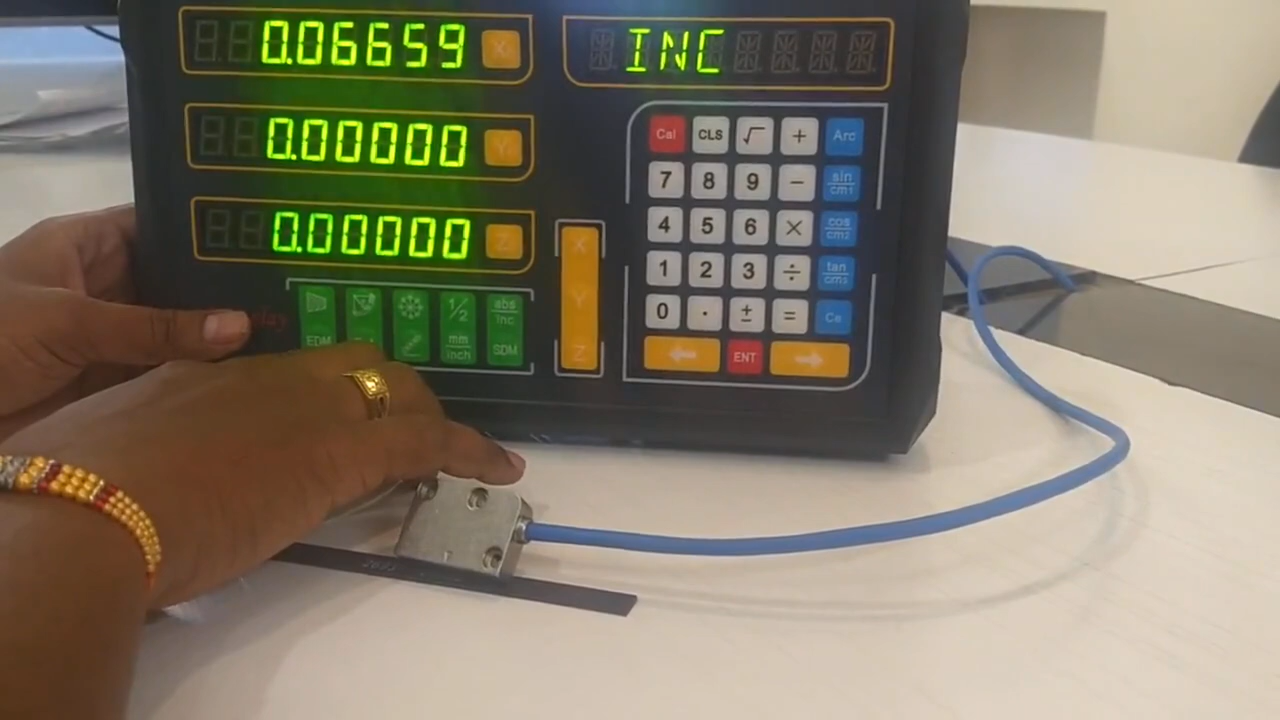 0.06659 X
INC
0.00000 Y
0.00000 Z
X
Y
Z
EDM
1/2
mm
inch
abs
inc
SDM
Cal CLS √ + Arc
7 8 9 − sin
cm1
4 5 6 × cos
cm2
1 2 3 ÷ tan
cm3
0 . ± = Ce
← ENT →